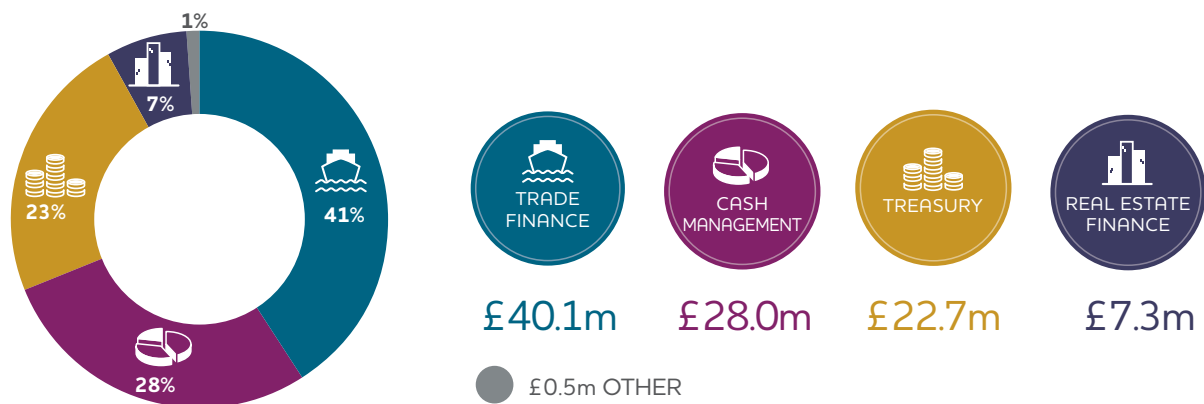 1%
7%
23%
41%
28%
TRADE
FINANCE
CASH
MANAGEMENT
TREASURY
REAL ESTATE
FINANCE
£40.1m
£28.0m
£22.7m
£7.3m
£0.5m OTHER